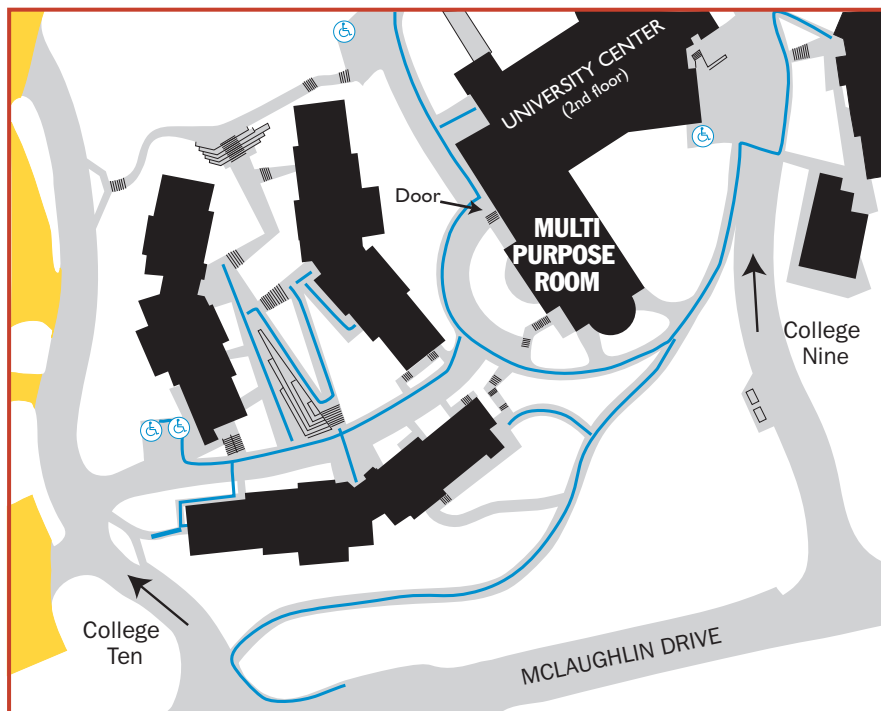 UNIVERSITY CENTER
(2nd floor)
Door
MULTI
PURPOSE
ROOM
College
Nine
College
Ten
MCLAUGHLIN DRIVE